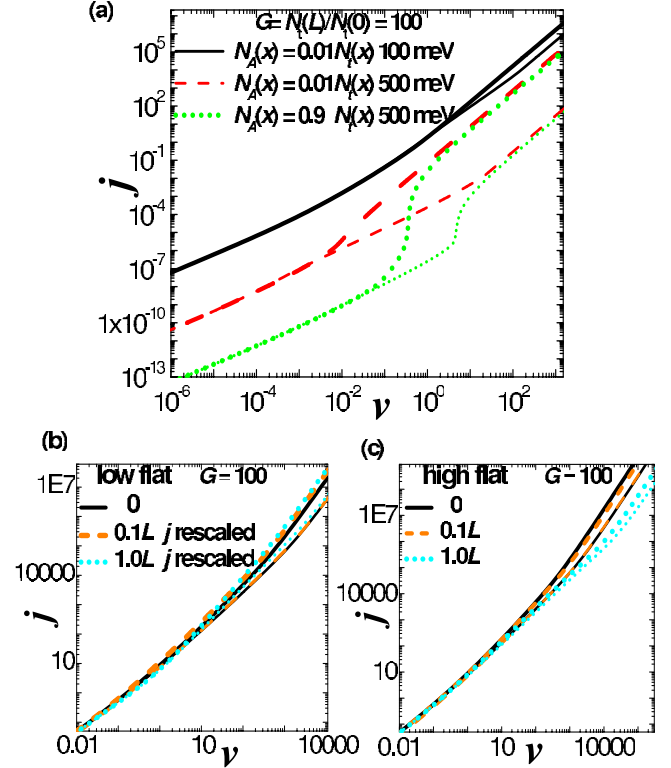 (a)
G=N_t(L)/N_t(0)=100
N_A(x)=0.01N_t(x) 100 meV
N_A(x)=0.01N_t(x) 500 meV
N_A(x)=0.9 N_t(x) 500 meV
10^5
10^2
10^-1
10^-4
10^-7
1x10^-10
10^-13
j
10^-6 10^-4 10^-2 10^0 10^2
v
(b)
low flat G=100
0
0.1L j rescaled
1.0L j rescaled
1E7
10000
10
j
0.01 10 10000
v
(c)
high flat G=100
0
0.1L
1.0L
1E7
10000
10
j
0.01 10 10000
v